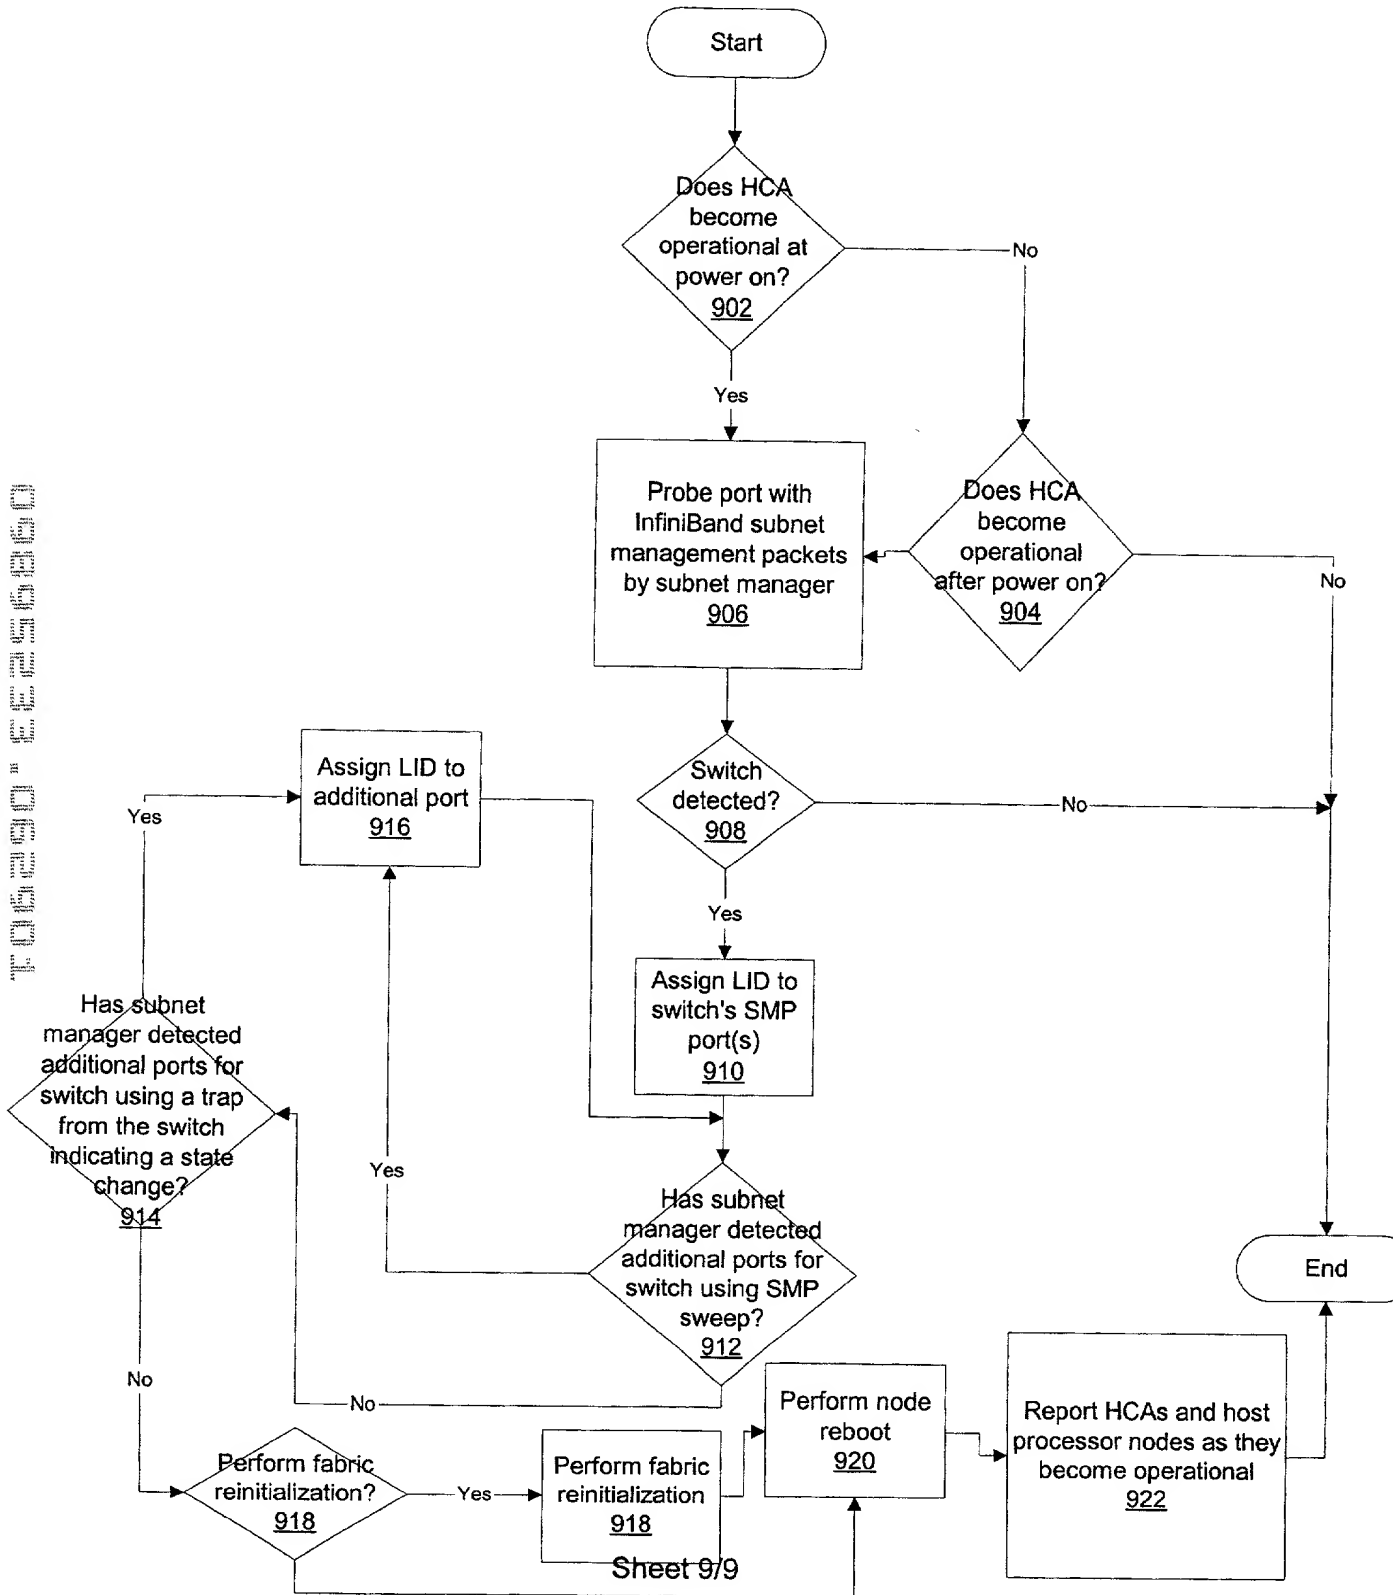 Start
Does HCA
become
operational at
power on?
902
No
Yes
Probe port with
InfiniBand subnet
management packets
by subnet manager
906
Does HCA
become
operational
after power on?
904
No
Switch
detected?
908
No
Yes
Assign LID to
additional port
916
Yes
Assign LID to
switch's SMP
port(s)
910
Has subnet
manager detected
additional ports for
switch using a trap
from the switch
indicating a state
change?
914
Yes
Has subnet
manager detected
additional ports for
switch using SMP
sweep?
912
No
No
End
Perform fabric
reinitialization?
918
Yes
Perform fabric
reinitialization
918
Perform node
reboot
920
Report HCAs and host
processor nodes as they
become operational
922
Sheet 9/9
09895233 . 062901